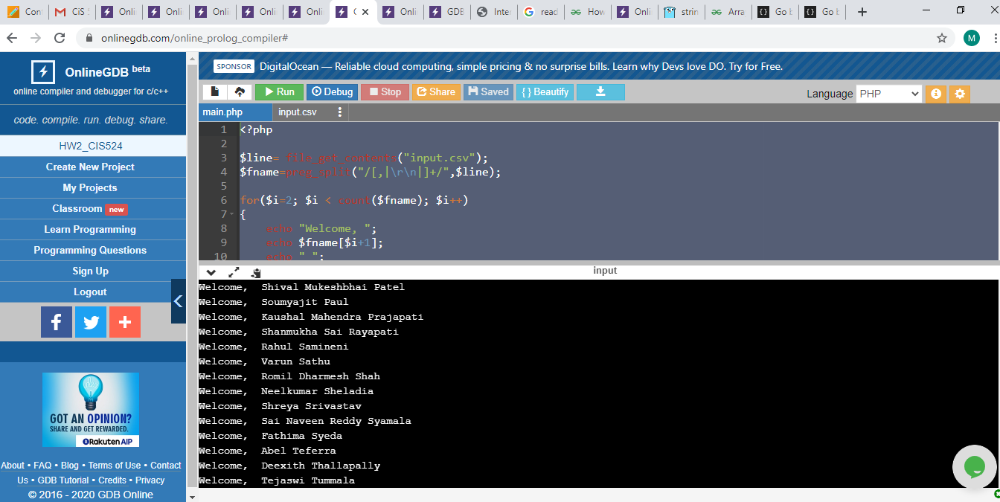 Con
CiS
Onli
Onli
Onli
Onli
Onli
Onli
GDB
Inte
read
How
Onli
strin
Arra
Go b
Go b
onlinegdb.com/online_prolog_compiler#
M
OnlineGDB beta
online compiler and debugger for c/c++
code. compile. run. debug. share.
HW2_CIS524
Create New Project
My Projects
Classroom new
Learn Programming
Programming Questions
Sign Up
Logout
GOT AN OPINION?
SHARE AND GET REWARDED.
Rakuten AIP
About • FAQ • Blog • Terms of Use • Contact
Us • GDB Tutorial • Credits • Privacy
© 2016 - 2020 GDB Online
SPONSOR DigitalOcean — Reliable cloud computing, simple pricing & no surprise bills. Learn why Devs love DO. Try for Free.
Run Debug Stop Share Saved { } Beautify Language PHP
main.php input.csv
1 <?php
2
3 $line= file_get_contents("input.csv");
4 $fname=preg_split("/[,|\r\n|]+/",$line);
5
6 for($i=2; $i < count($fname); $i++)
7 {
8 echo "Welcome, ";
9 echo $fname[$i+1];
10 echo " ";
input
Welcome, Shival Mukeshbhai Patel
Welcome, Soumyajit Paul
Welcome, Kaushal Mahendra Prajapati
Welcome, Shanmukha Sai Rayapati
Welcome, Rahul Samineni
Welcome, Varun Sathu
Welcome, Romil Dharmesh Shah
Welcome, Neelkumar Sheladia
Welcome, Shreya Srivastav
Welcome, Sai Naveen Reddy Syamala
Welcome, Fathima Syeda
Welcome, Abel Teferra
Welcome, Deexith Thallapally
Welcome, Tejaswi Tummala